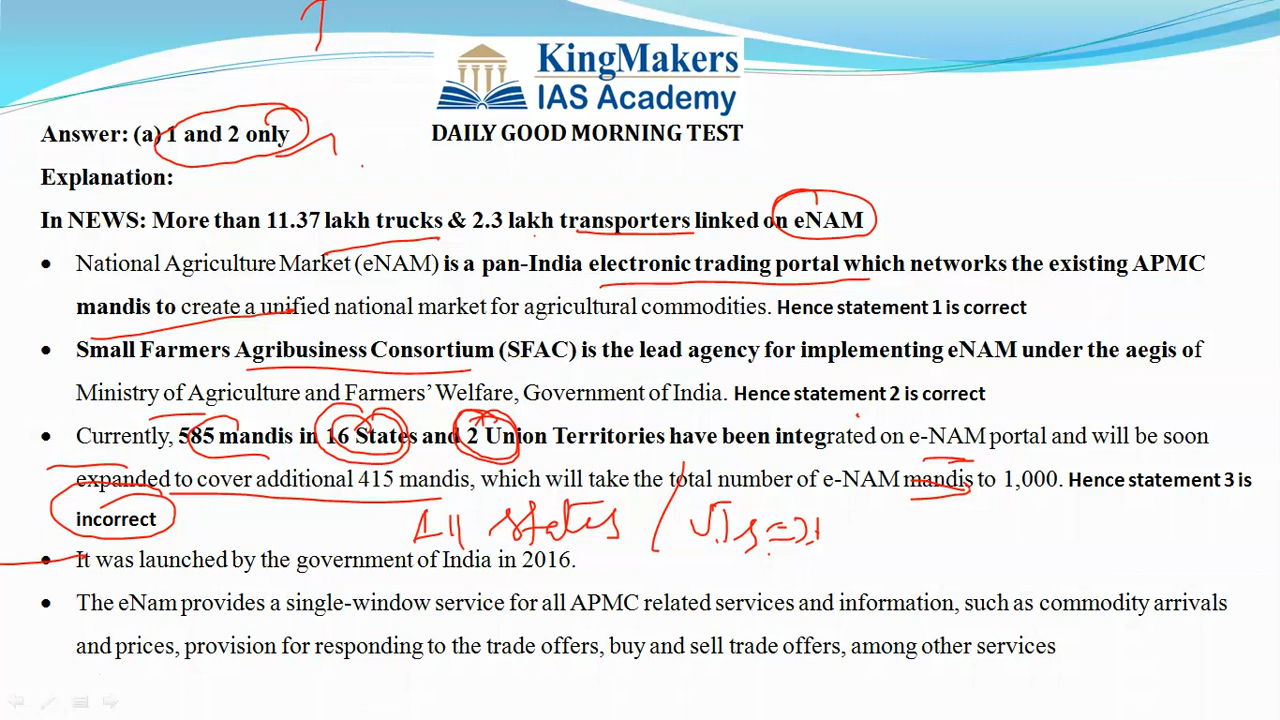 KingMakers
IAS Academy
DAILY GOOD MORNING TEST
Answer: (a) 1 and 2 only
Explanation:
In NEWS: More than 11.37 lakh trucks & 2.3 lakh transporters linked on eNAM
• National Agriculture Market (eNAM) is a pan-India electronic trading portal which networks the existing APMC
mandis to create a unified national market for agricultural commodities. Hence statement 1 is correct
• Small Farmers Agribusiness Consortium (SFAC) is the lead agency for implementing eNAM under the aegis of
Ministry of Agriculture and Farmers’ Welfare, Government of India. Hence statement 2 is correct
• Currently, 585 mandis in 16 States and 2 Union Territories have been integrated on e-NAM portal and will be soon
expanded to cover additional 415 mandis, which will take the total number of e-NAM mandis to 1,000. Hence statement 3 is
incorrect
All states /
• It was launched by the government of India in 2016.
• The eNam provides a single-window service for all APMC related services and information, such as commodity arrivals
and prices, provision for responding to the trade offers, buy and sell trade offers, among other services